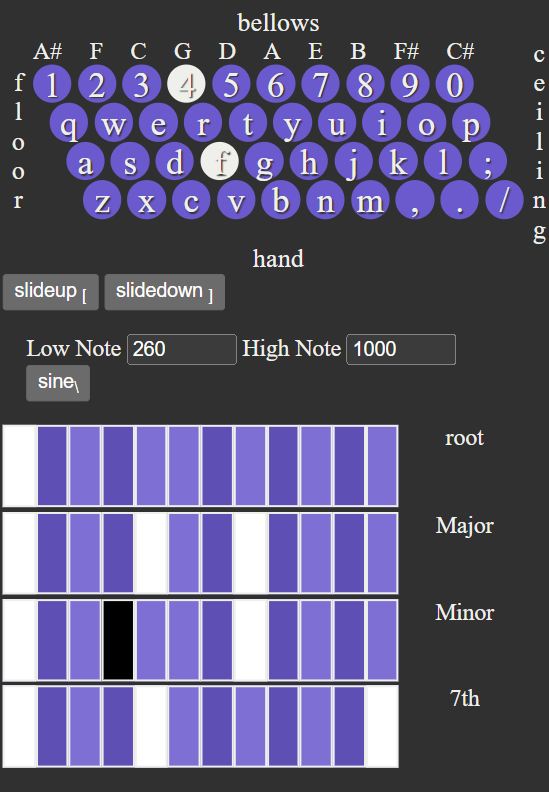 bellows
A# F C G D A E B F# C#
floor
ceiling
1 2 3 4 5 6 7 8 9 0
q w e r t y u i o p
a s d f g h j k l ;
z x c v b n m , . /
hand
slideup [ slidedown ]
Low Note 260 High Note 1000
sine\
root
Major
Minor
7th